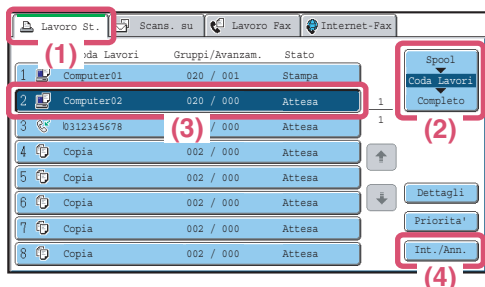 Lavoro St. Scans. su Lavoro Fax Internet-Fax
(1)
oda Lavori Gruppi/Avanzam. Stato
1 Computer01 020 / 001 Stampa
2 Computer02 020 / 000 Attesa
3 0312345678 / 000 Attesa
(3)
4 Copia 002 / 000 Attesa
5 Copia 002 / 000 Attesa
6 Copia 002 / 000 Attesa
7 Copia 002 / 000 Attesa
8 Copia 002 / 000 Attesa
1
1
Spool
Coda Lavori
Completo
(2)
Dettagli
Priorita'
Int./Ann.
(4)